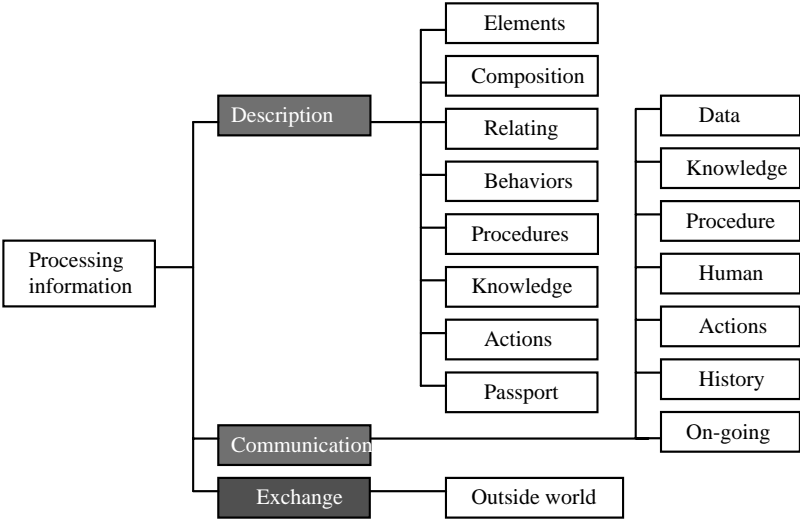 Processing
information
Description
Communication
Exchange
Elements
Composition
Relating
Behaviors
Procedures
Knowledge
Actions
Passport
Outside world
Data
Knowledge
Procedure
Human
Actions
History
On-going